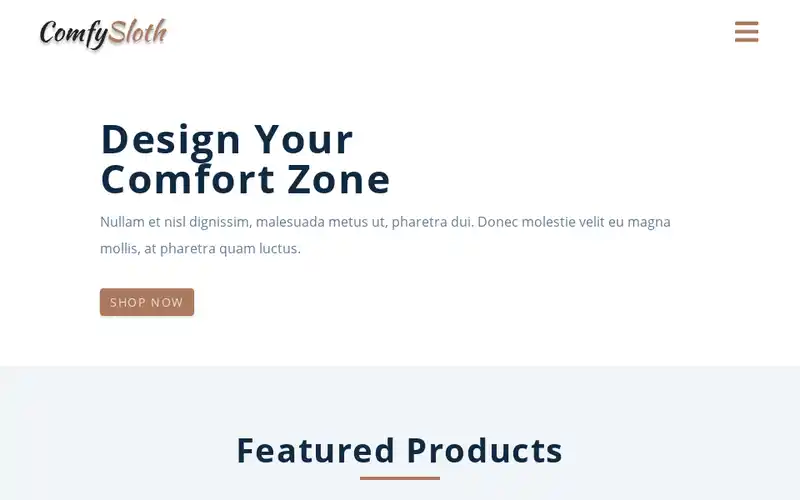 ComfySloth
Design Your
Comfort Zone
Nullam et nisl dignissim, malesuada metus ut, pharetra dui. Donec molestie velit eu magna
mollis, at pharetra quam luctus.
SHOP NOW
Featured Products